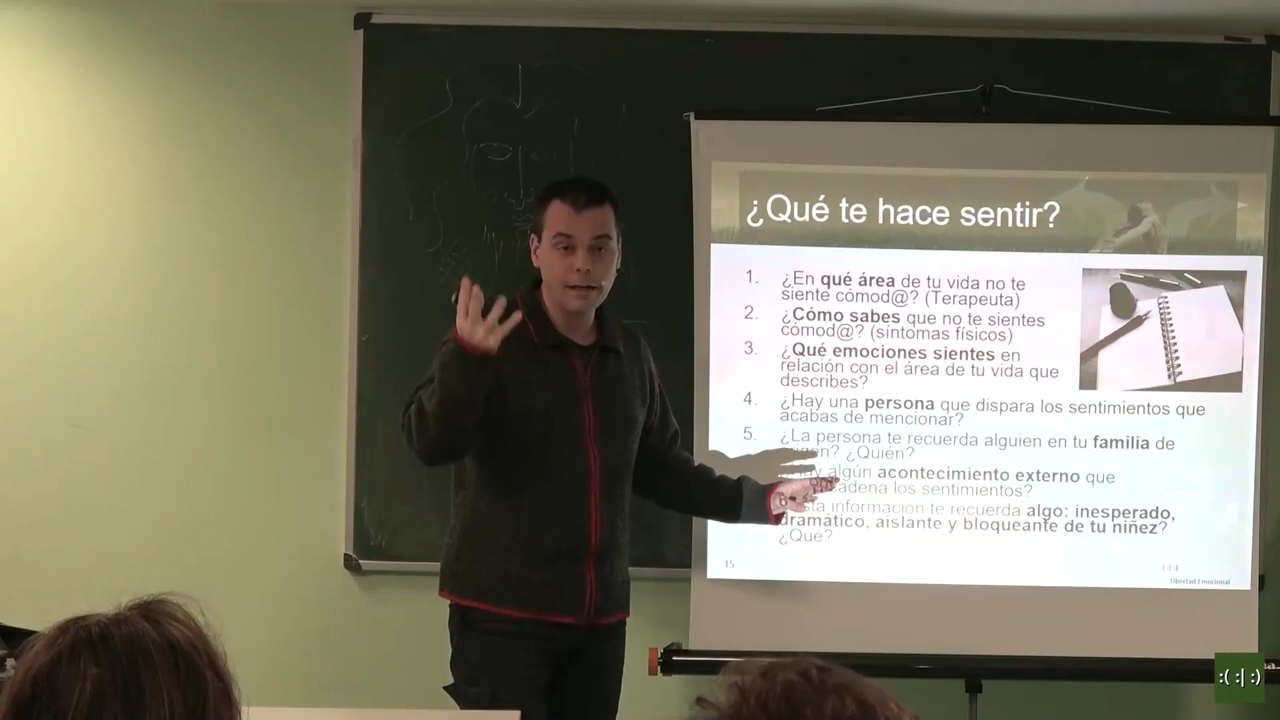 ¿Qué te hace sentir?
1. ¿En qué área de tu vida no te
siente cómod@? (Terapeuta)
2. ¿Cómo sabes que no te sientes
cómod@? (síntomas físicos)
3. ¿Qué emociones sientes en
relación con el área de tu vida que
describes?
4. ¿Hay una persona que dispara los sentimientos que
acabas de mencionar?
5. ¿La persona te recuerda alguien en tu familia de
¿Quién?
algún acontecimiento externo que
los sentimientos?
información te recuerda algo: inesperado,
dramático, aislante y bloqueante de tu niñez?
¿Qué?
15
Libertad Emocional
:( :| :)